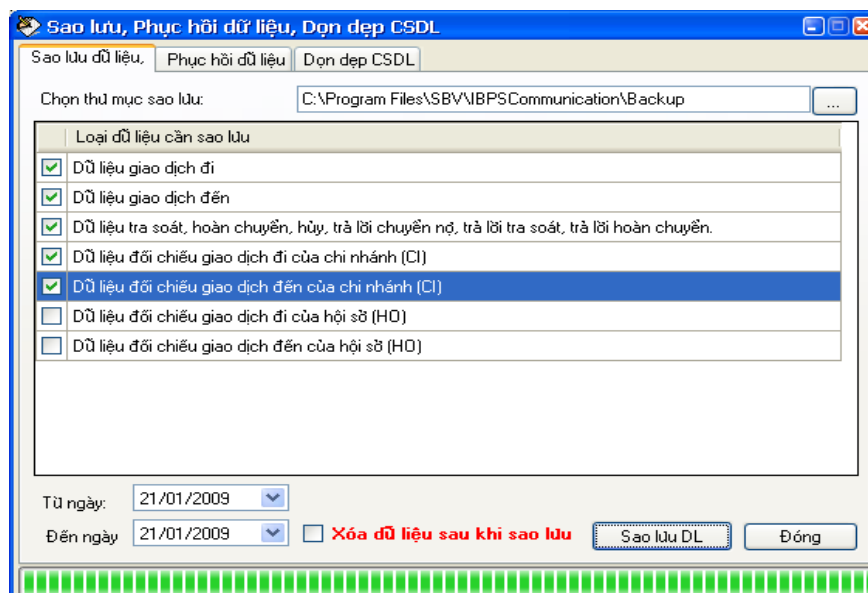 Sao lưu, Phục hồi dữ liệu, Dọn dẹp CSDL
Sao lưu dữ liệu, Phục hồi dữ liệu Dọn dẹp CSDL
Chọn thư mục sao lưu: C:\Program Files\SBV\IBPSCommunication\Backup ...
Loại dữ liệu cần sao lưu
Dữ liệu giao dịch đi
Dữ liệu giao dịch đến
Dữ liệu tra soát, hoàn chuyển, hủy, trả lời chuyển nợ, trả lời tra soát, trả lời hoàn chuyển.
Dữ liệu đối chiếu giao dịch đi của chi nhánh (CI)
Dữ liệu đối chiếu giao dịch đến của chi nhánh (CI)
Dữ liệu đối chiếu giao dịch đi của hội sở (HO)
Dữ liệu đối chiếu giao dịch đến của hội sở (HO)
Từ ngày: 21/01/2009
Đến ngày 21/01/2009 Xóa dữ liệu sau khi sao lưu Sao lưu DL Đóng